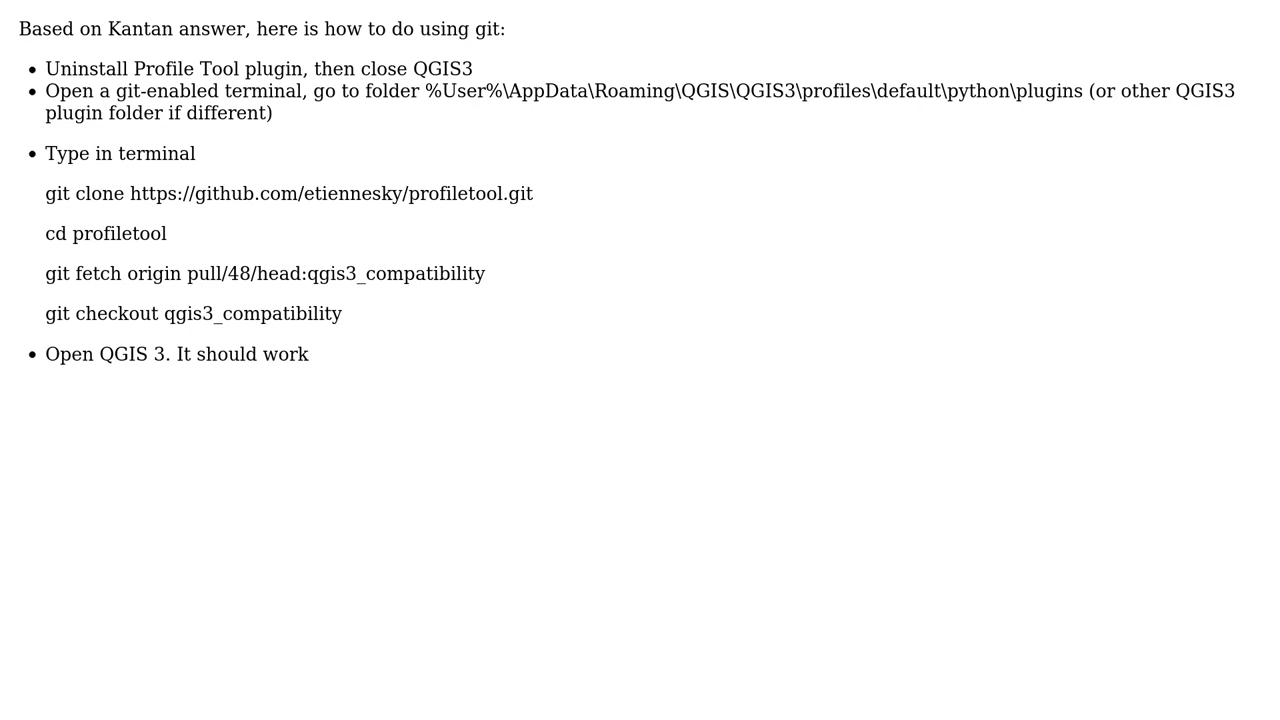 Based on Kantan answer, here is how to do using git:
• Uninstall Profile Tool plugin, then close QGIS3
• Open a git-enabled terminal, go to folder %User%\AppData\Roaming\QGIS\QGIS3\profiles\default\python\plugins (or other QGIS3
plugin folder if different)
• Type in terminal
git clone https://github.com/etiennesky/profiletool.git
cd profiletool
git fetch origin pull/48/head:qgis3_compatibility
git checkout qgis3_compatibility
• Open QGIS 3. It should work